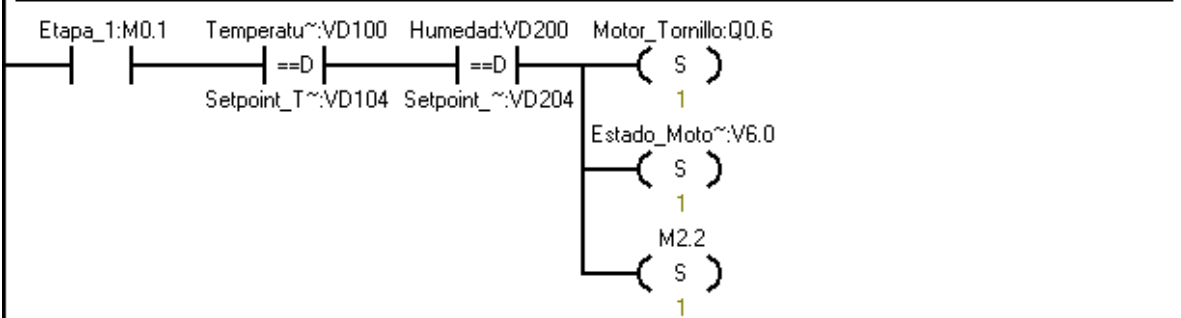 Etapa_1:M0.1 Temperatu~:VD100 Humedad:VD200 Motor_Tornillo:Q0.6
==D ==D S
Setpoint_T~:VD104 Setpoint_~:VD204 1
Estado_Moto~:V6.0
S
1
M2.2
S
1